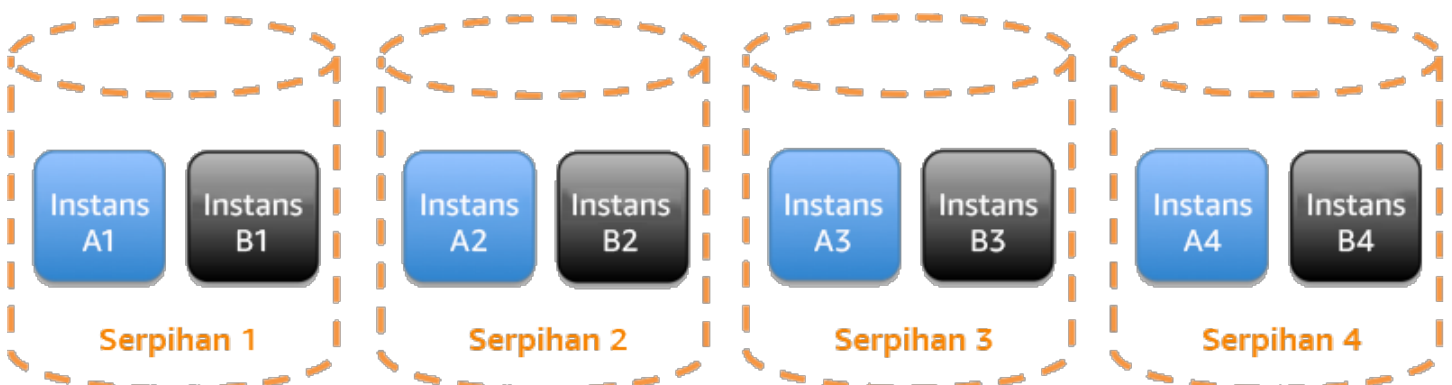 Instans
A1
Instans
B1
Serpihan 1
Instans
A2
Instans
B2
Serpihan 2
Instans
A3
Instans
B3
Serpihan 3
Instans
A4
Instans
B4
Serpihan 4